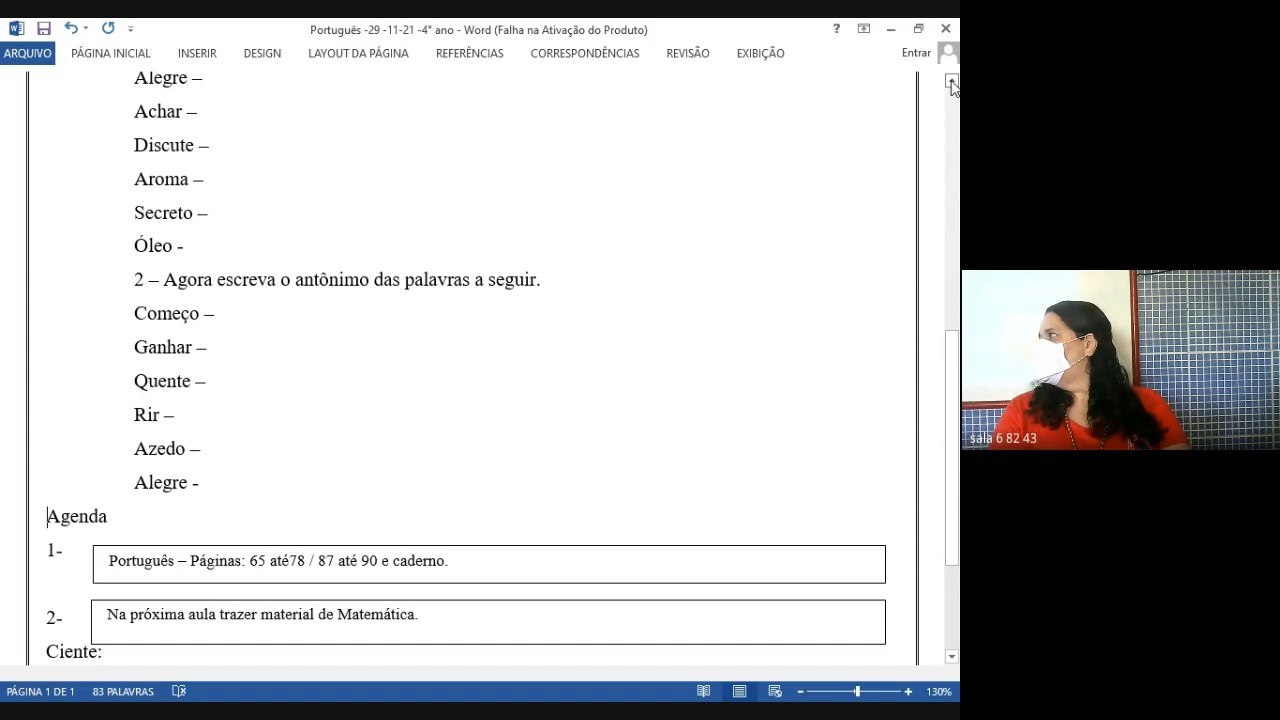 Português -29 -11-21 -4° ano - Word (Falha na Ativação do Produto)
ARQUIVO PÁGINA INICIAL INSERIR DESIGN LAYOUT DA PÁGINA REFERÊNCIAS CORRESPONDÊNCIAS REVISÃO EXIBIÇÃO Entrar
Alegre –
Achar –
Discute –
Aroma –
Secreto –
Óleo -
2 – Agora escreva o antônimo das palavras a seguir.
Começo –
Ganhar –
Quente –
Rir –
Azedo –
Alegre -
Agenda
1- Português – Páginas: 65 até78 / 87 até 90 e caderno.
2- Na próxima aula trazer material de Matemática.
Ciente:
sala 6 82 43
PÁGINA 1 DE 1 83 PALAVRAS 130%